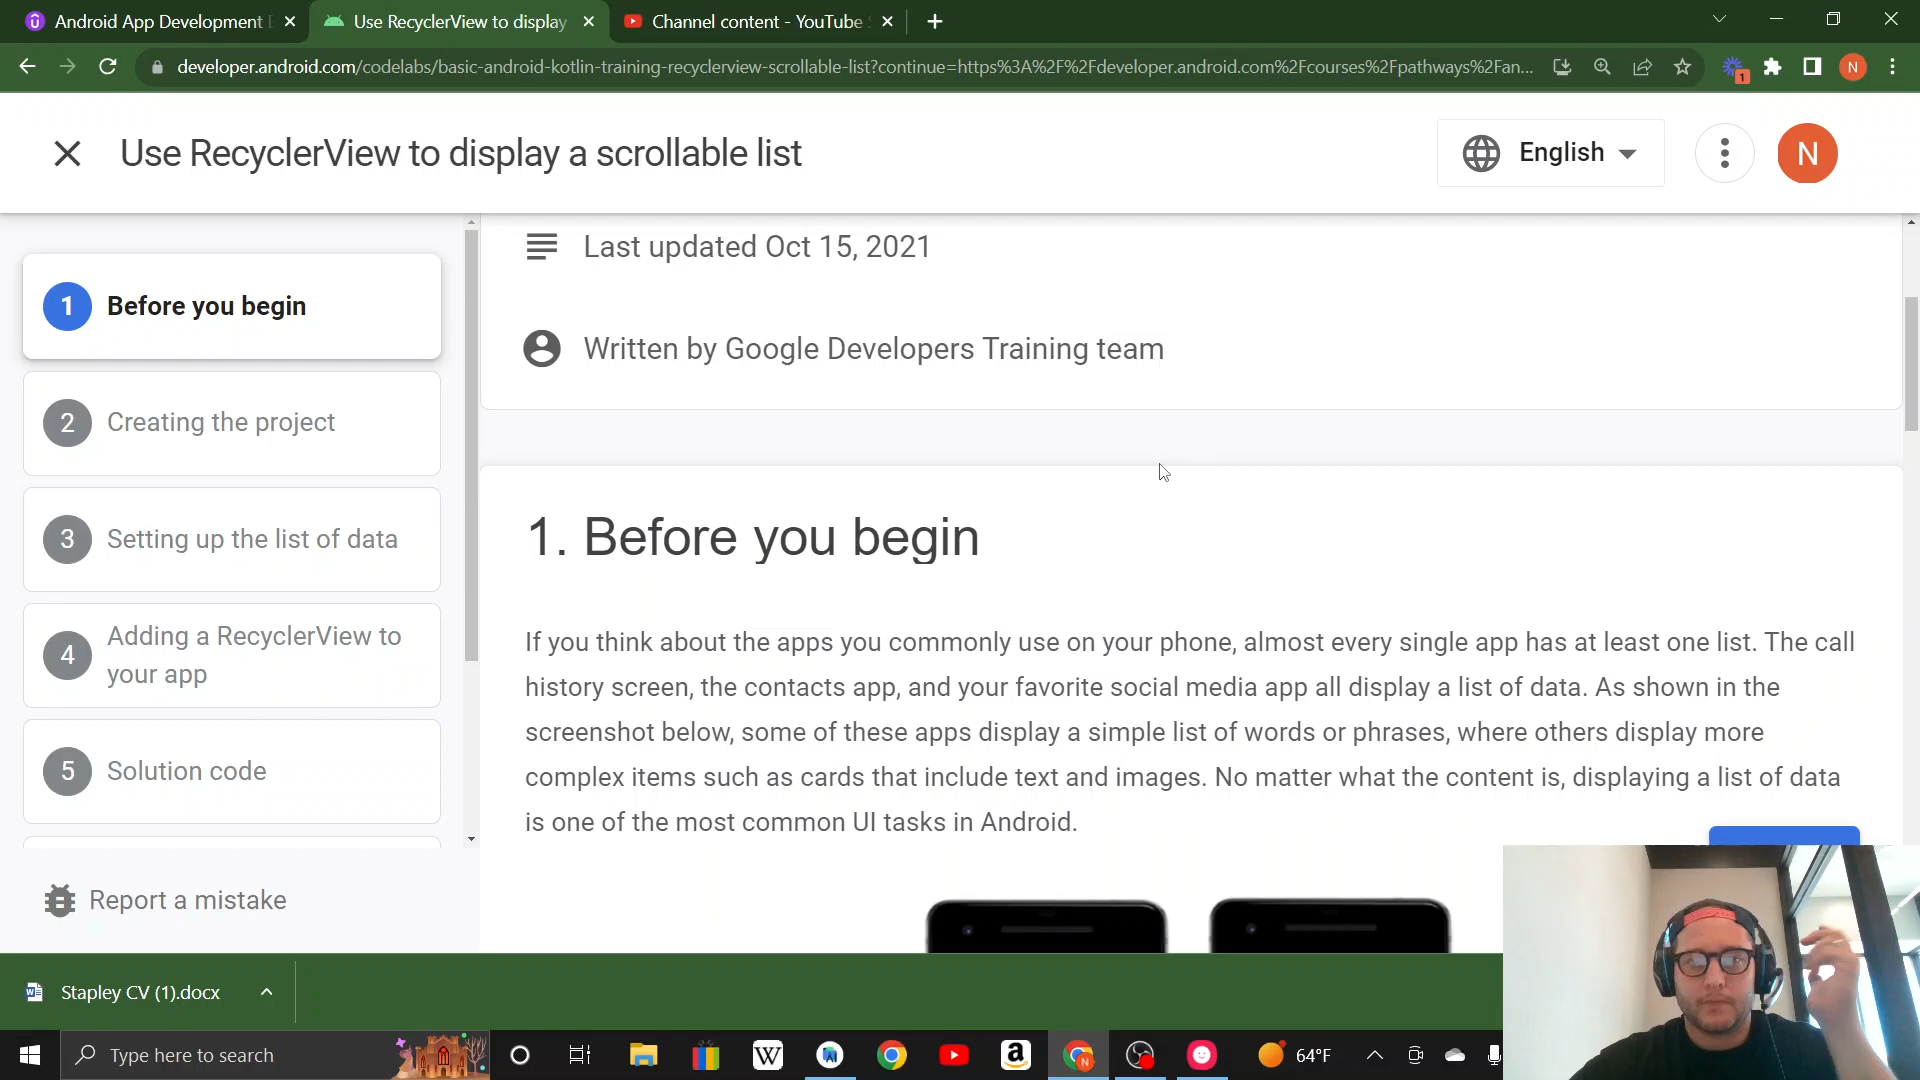 Android App Development
Use RecyclerView to display
Channel content - YouTube
developer.android.com/codelabs/basic-android-kotlin-training-recyclerview-scrollable-list?continue=https%3A%2F%2Fdeveloper.android.com%2Fcourses%2Fpathways%2Fan...
1
N
Use RecyclerView to display a scrollable list
English
N
Last updated Oct 15, 2021
Written by Google Developers Training team
1 Before you begin
2 Creating the project
3 Setting up the list of data
4 Adding a RecyclerView to
your app
5 Solution code
Report a mistake
1. Before you begin
If you think about the apps you commonly use on your phone, almost every single app has at least one list. The call
history screen, the contacts app, and your favorite social media app all display a list of data. As shown in the
screenshot below, some of these apps display a simple list of words or phrases, where others display more
complex items such as cards that include text and images. No matter what the content is, displaying a list of data
is one of the most common UI tasks in Android.
Stapley CV (1).docx
Type here to search
W
a
N
64°F